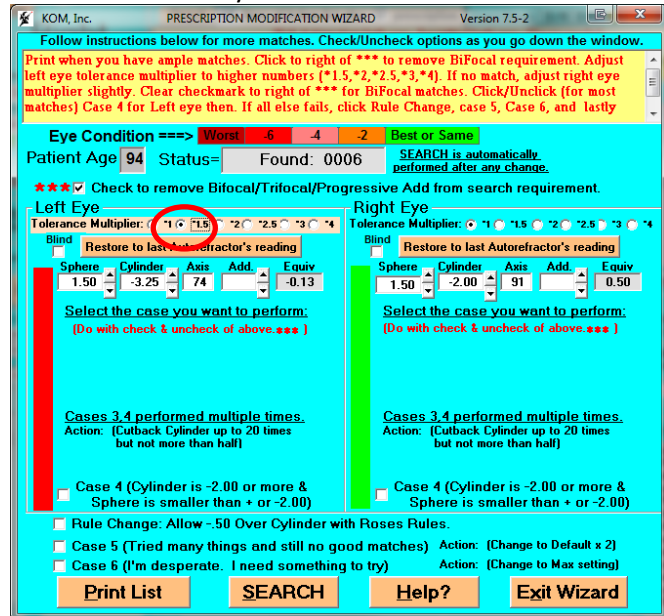 KOM, Inc. PRESCRIPTION MODIFICATION WIZARD Version 7.5-2
Follow instructions below for more matches. Check/Uncheck options as you go down the window.
Print when you have ample matches. Click to right of *** to remove BiFocal requirement. Adjust
left eye tolerance multiplier to higher numbers (*1.5,*2,*2.5,*3,*4). If no match, adjust right eye
multiplier slightly. Clear checkmark to right of *** for BiFocal matches. Click/Unclick (for most
matches) Case 4 for Left eye then. If all else fails, click Rule Change, case 5, Case 6, and lastly
Eye Condition ===> Worst -6 -4 -2 Best or Same
Patient Age 94 Status= Found: 0006 SEARCH is automatically
performed after any change.
*** Check to remove Bifocal/Trifocal/Progressive Add from search requirement.
Left Eye Right Eye
Tolerance Multiplier: *1 *1.5 *2 *2.5 *3 *4 Tolerance Multiplier: *1 *1.5 *2 *2.5 *3 *4
Blind Restore to last Autorefractor's reading Blind Restore to last Autorefractor's reading
Sphere Cylinder Axis Add. Equiv Sphere Cylinder Axis Add. Equiv
1.50 -3.25 74 -0.13 1.50 -2.00 91 0.50
Select the case you want to perform: Select the case you want to perform:
(Do with check & uncheck of above.*** ) (Do with check & uncheck of above.*** )
Cases 3,4 performed multiple times. Cases 3,4 performed multiple times.
Action: (Cutback Cylinder up to 20 times Action: (Cutback Cylinder up to 20 times
but not more than half) but not more than half)
Case 4 (Cylinder is -2.00 or more & Case 4 (Cylinder is -2.00 or more &
Sphere is smaller than + or -2.00) Sphere is smaller than + or -2.00)
Rule Change: Allow -.50 Over Cylinder with Roses Rules.
Case 5 (Tried many things and still no good matches) Action: (Change to Default x 2)
Case 6 (I'm desperate. I need something to try) Action: (Change to Max setting)
Print List SEARCH Help? Exit Wizard